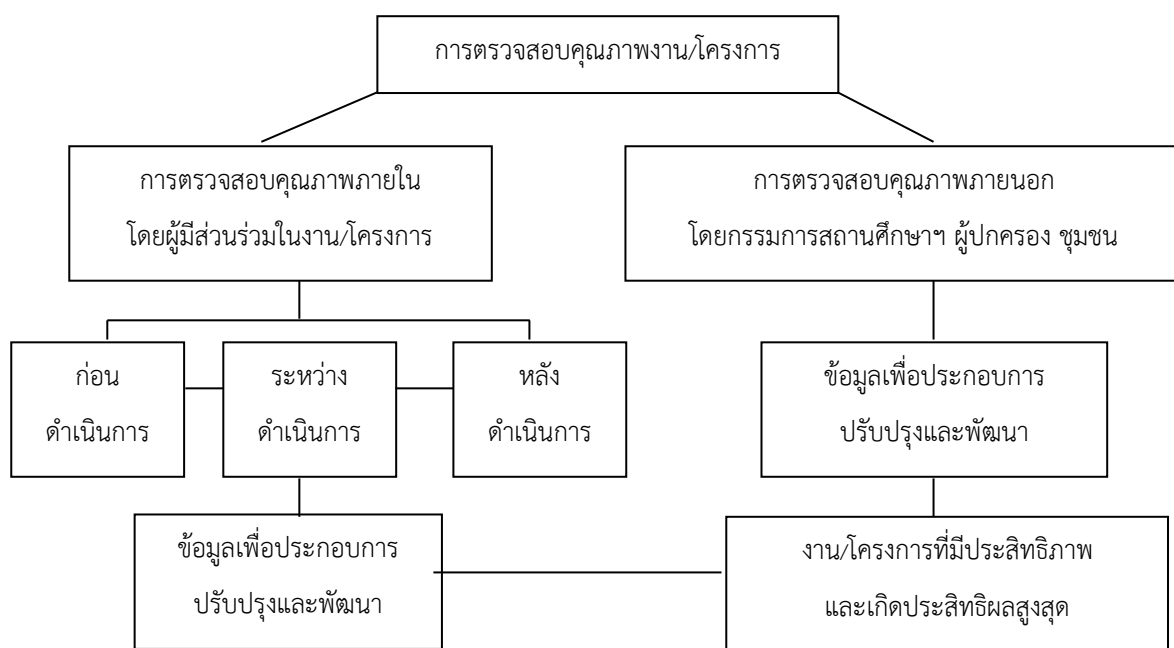 การตรวจสอบคุณภาพงาน/โครงการ
การตรวจสอบคุณภาพภายใน
โดยผู้มีส่วนร่วมในงาน/โครงการ
การตรวจสอบคุณภาพภายนอก
โดยกรรมการสถานศึกษาฯ ผู้ปกครอง ชุมชน
ก่อน
ดำเนินการ
ระหว่าง
ดำเนินการ
หลัง
ดำเนินการ
ข้อมูลเพื่อประกอบการ
ปรับปรุงและพัฒนา
ข้อมูลเพื่อประกอบการ
ปรับปรุงและพัฒนา
งาน/โครงการที่มีประสิทธิภาพ
และเกิดประสิทธิผลสูงสุด